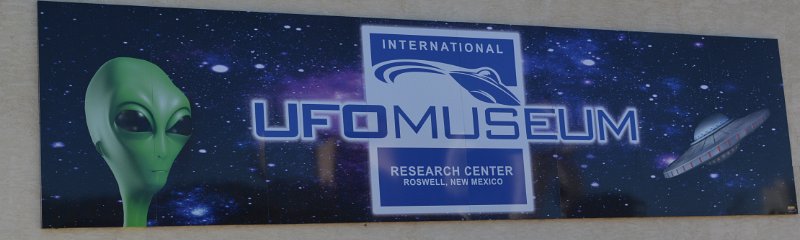 INTERNATIONAL
UFOMUSEUM
RESEARCH CENTER
ROSWELL, NEW MEXICO